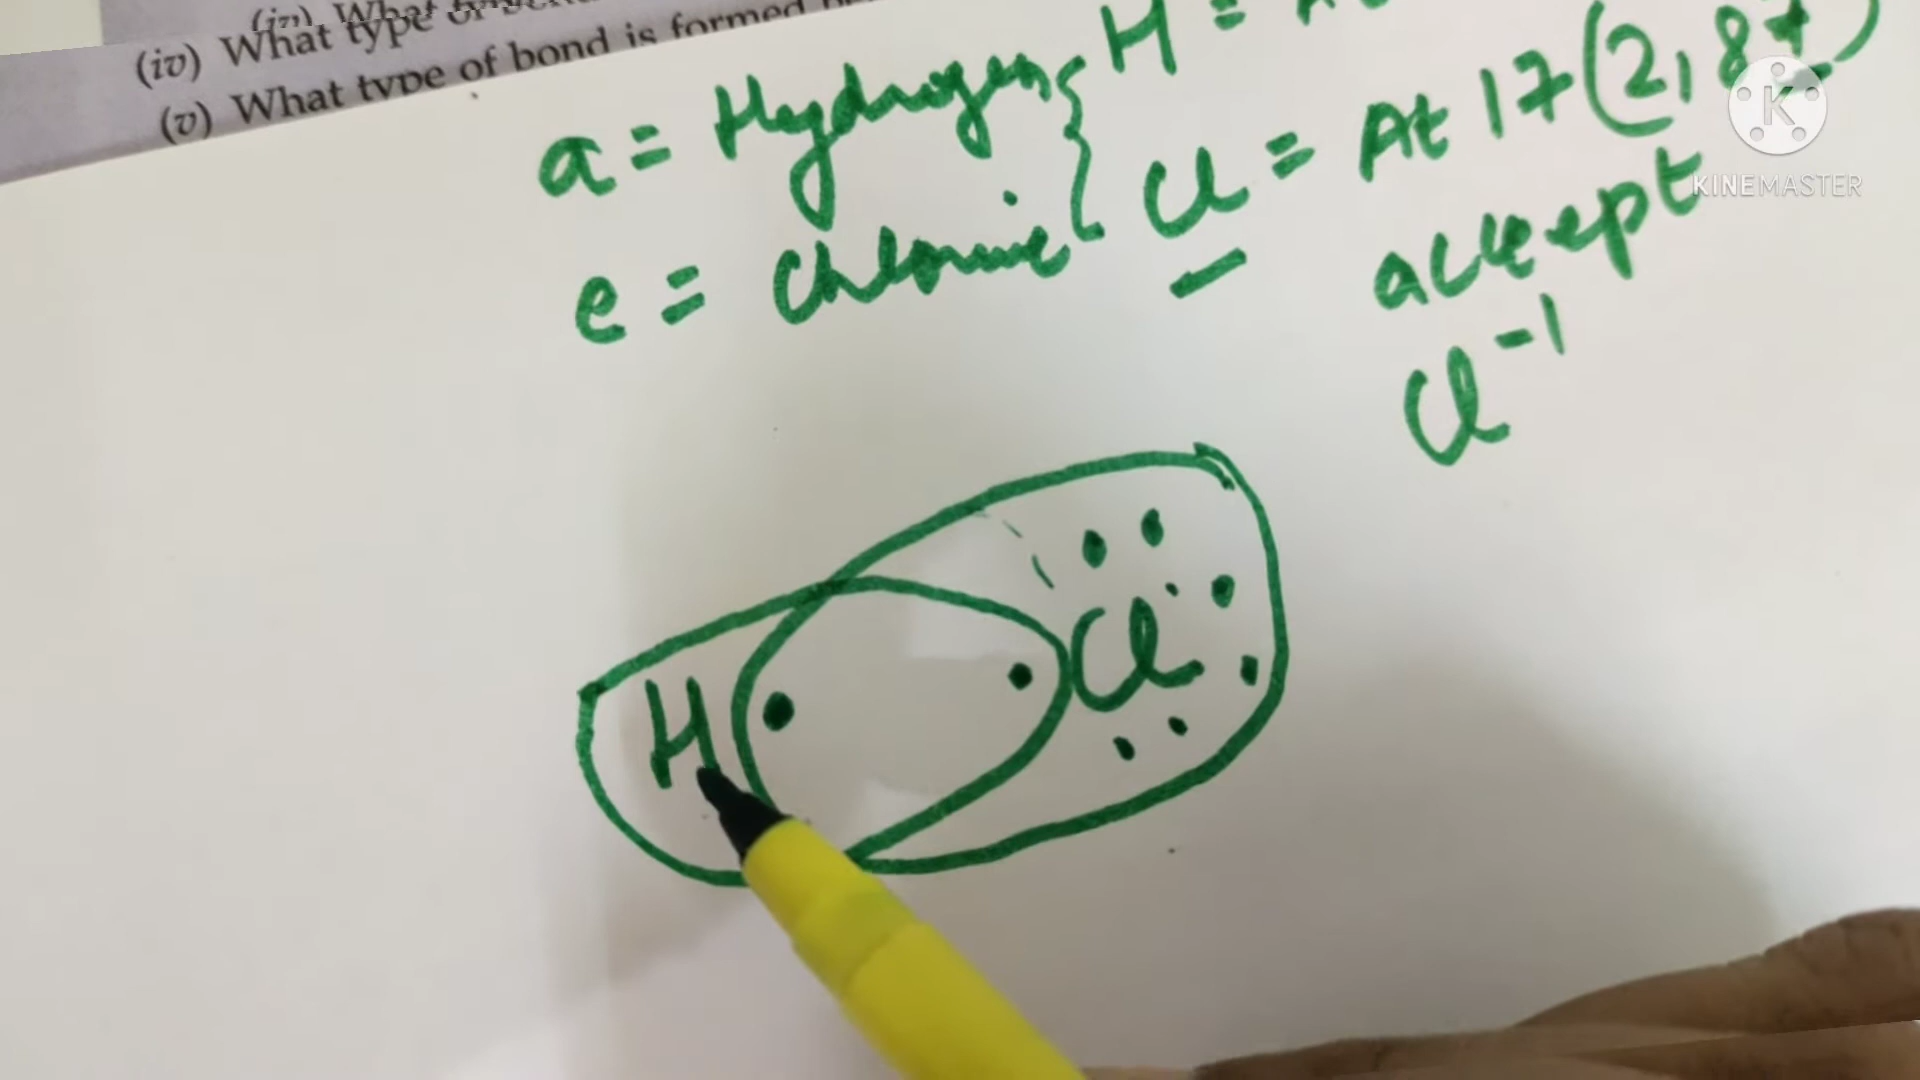 (iv) What type
(v) What type of bond is formed
a = Hydrogen } H =
e = Chlorine Cl = At 17 (2, 8 7)
accept
Cl -1
H Cl
K
KINEMASTER